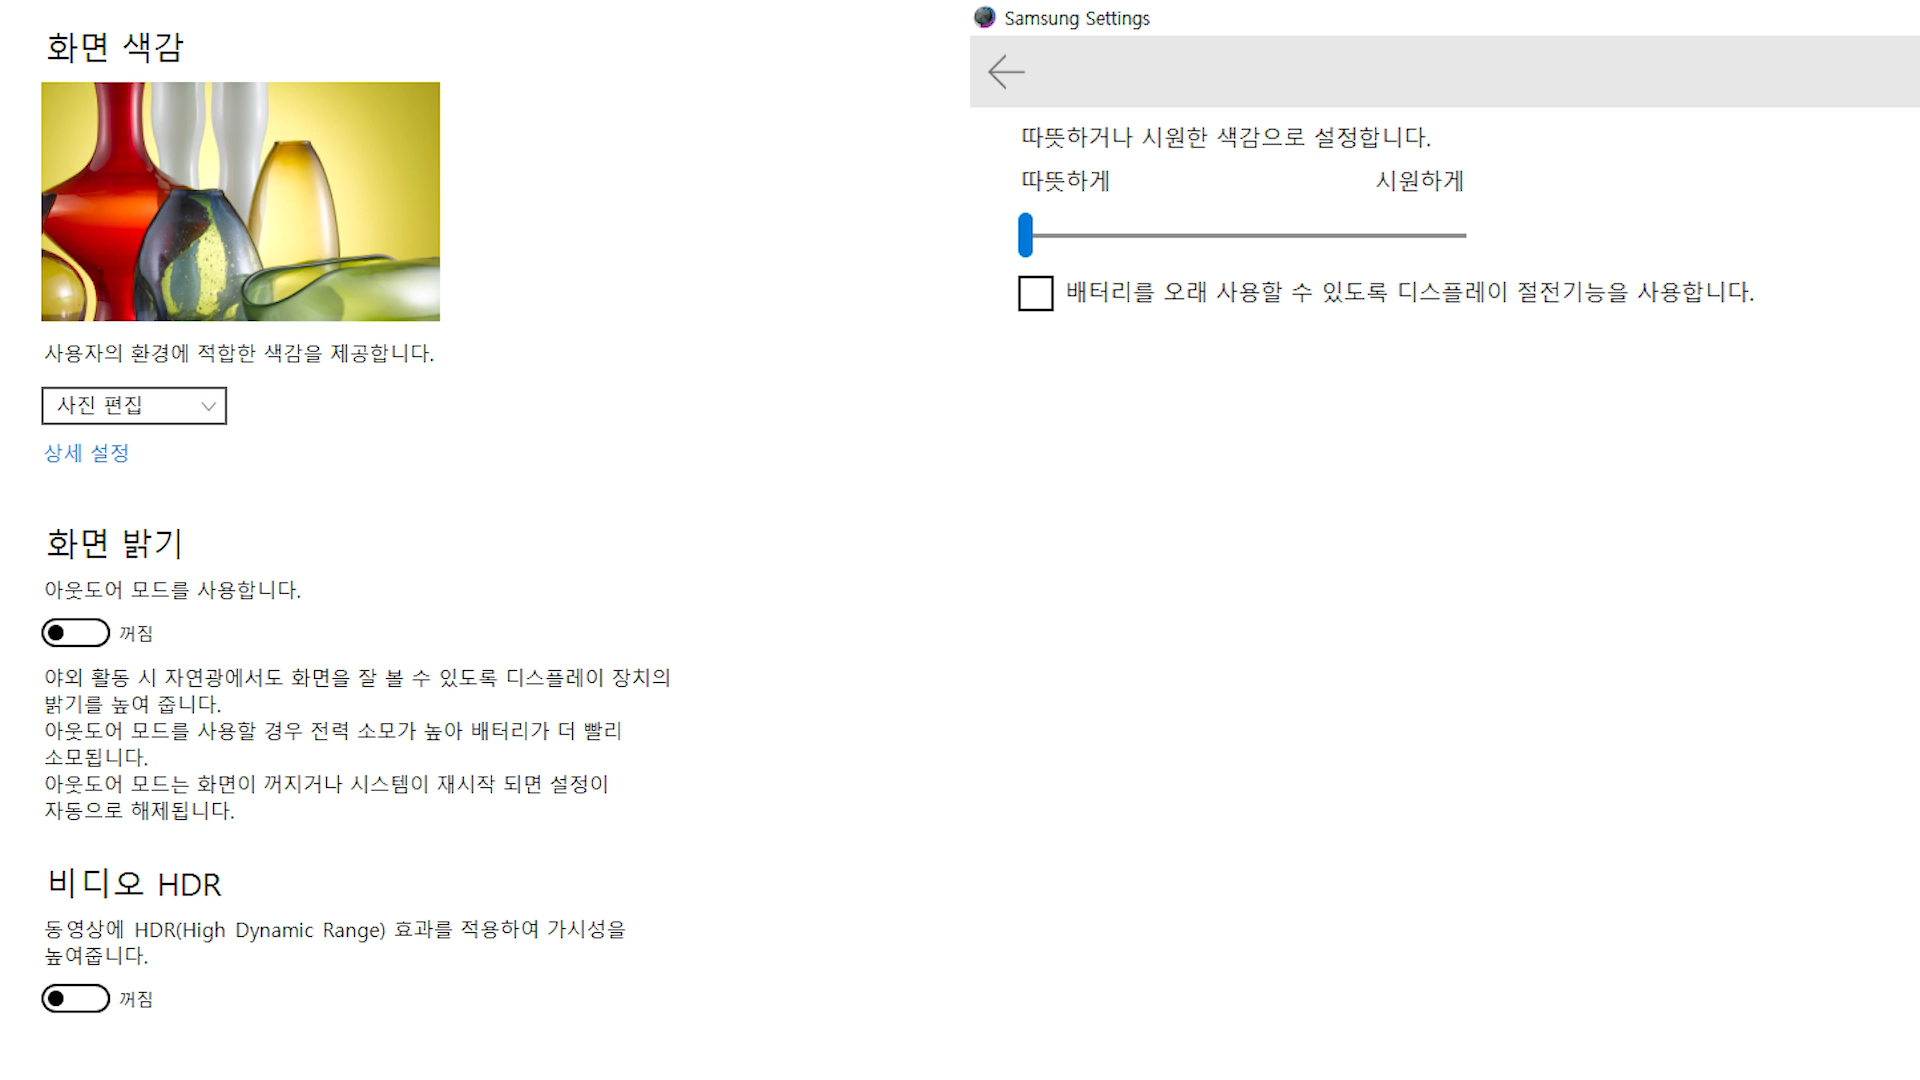 화면 색감
사용자의 환경에 적합한 색감을 제공합니다.
사진 편집
상세 설정
화면 밝기
아웃도어 모드를 사용합니다.
꺼짐
야외 활동 시 자연광에서도 화면을 잘 볼 수 있도록 디스플레이 장치의
밝기를 높여 줍니다.
아웃도어 모드를 사용할 경우 전력 소모가 높아 배터리가 더 빨리
소모됩니다.
아웃도어 모드는 화면이 꺼지거나 시스템이 재시작 되면 설정이
자동으로 해제됩니다.
비디오 HDR
동영상에 HDR(High Dynamic Range) 효과를 적용하여 가시성을
높여줍니다.
꺼짐
Samsung Settings
따뜻하거나 시원한 색감으로 설정합니다.
따뜻하게 시원하게
배터리를 오래 사용할 수 있도록 디스플레이 절전기능을 사용합니다.